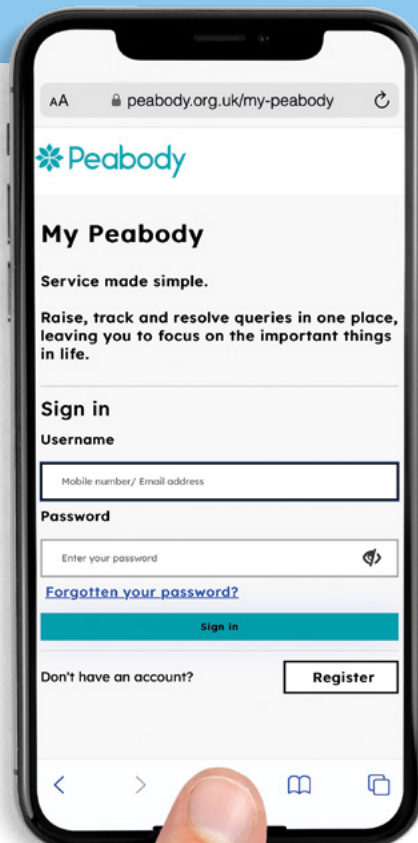 AA peabody.org.uk/my-peabody
Peabody
My Peabody
Service made simple.
Raise, track and resolve queries in one place,
leaving you to focus on the important things
in life.
Sign in
Username
Mobile number/ Email address
Password
Enter your password
Forgotten your password?
Sign in
Don't have an account? Register